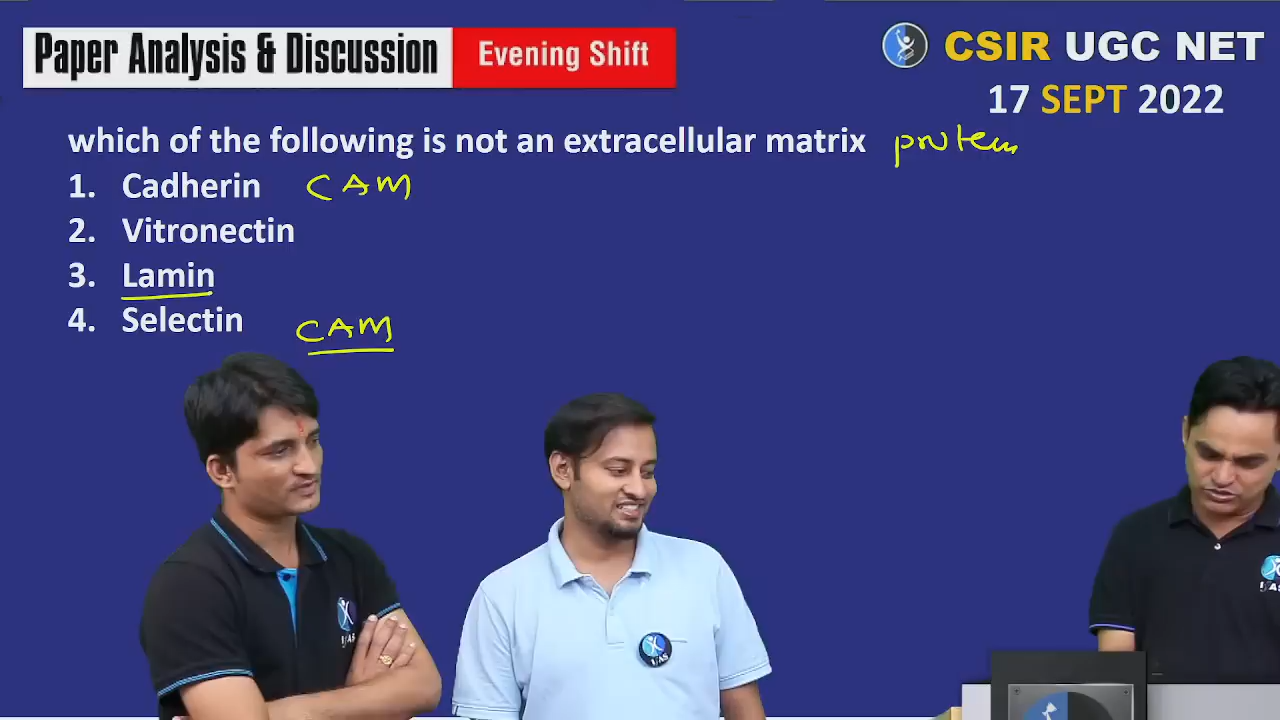 Paper Analysis & Discussion Evening Shift
CSIR UGC NET
17 SEPT 2022
which of the following is not an extracellular matrix protein
1. Cadherin CAM
2. Vitronectin
3. Lamin
4. Selectin CAM